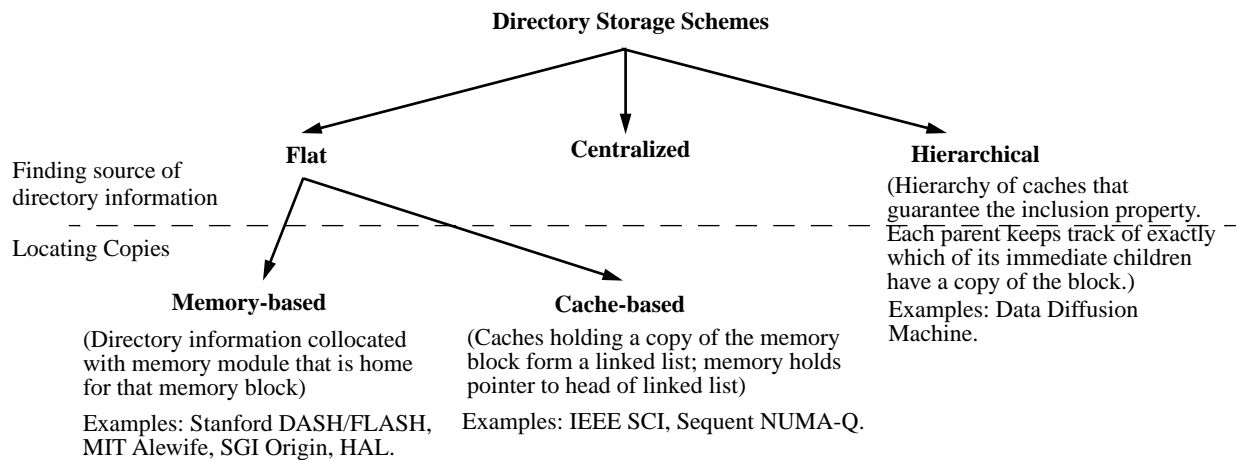 Directory Storage Schemes
Flat
Centralized
Hierarchical
Finding source of
directory information
(Hierarchy of caches that
guarantee the inclusion property.
Each parent keeps track of exactly
which of its immediate children
have a copy of the block.)
Examples: Data Diffusion
Machine.
Locating Copies
Memory-based
(Directory information collocated
with memory module that is home
for that memory block)
Examples: Stanford DASH/FLASH,
MIT Alewife, SGI Origin, HAL.
Cache-based
(Caches holding a copy of the memory
block form a linked list; memory holds
pointer to head of linked list)
Examples: IEEE SCI, Sequent NUMA-Q.